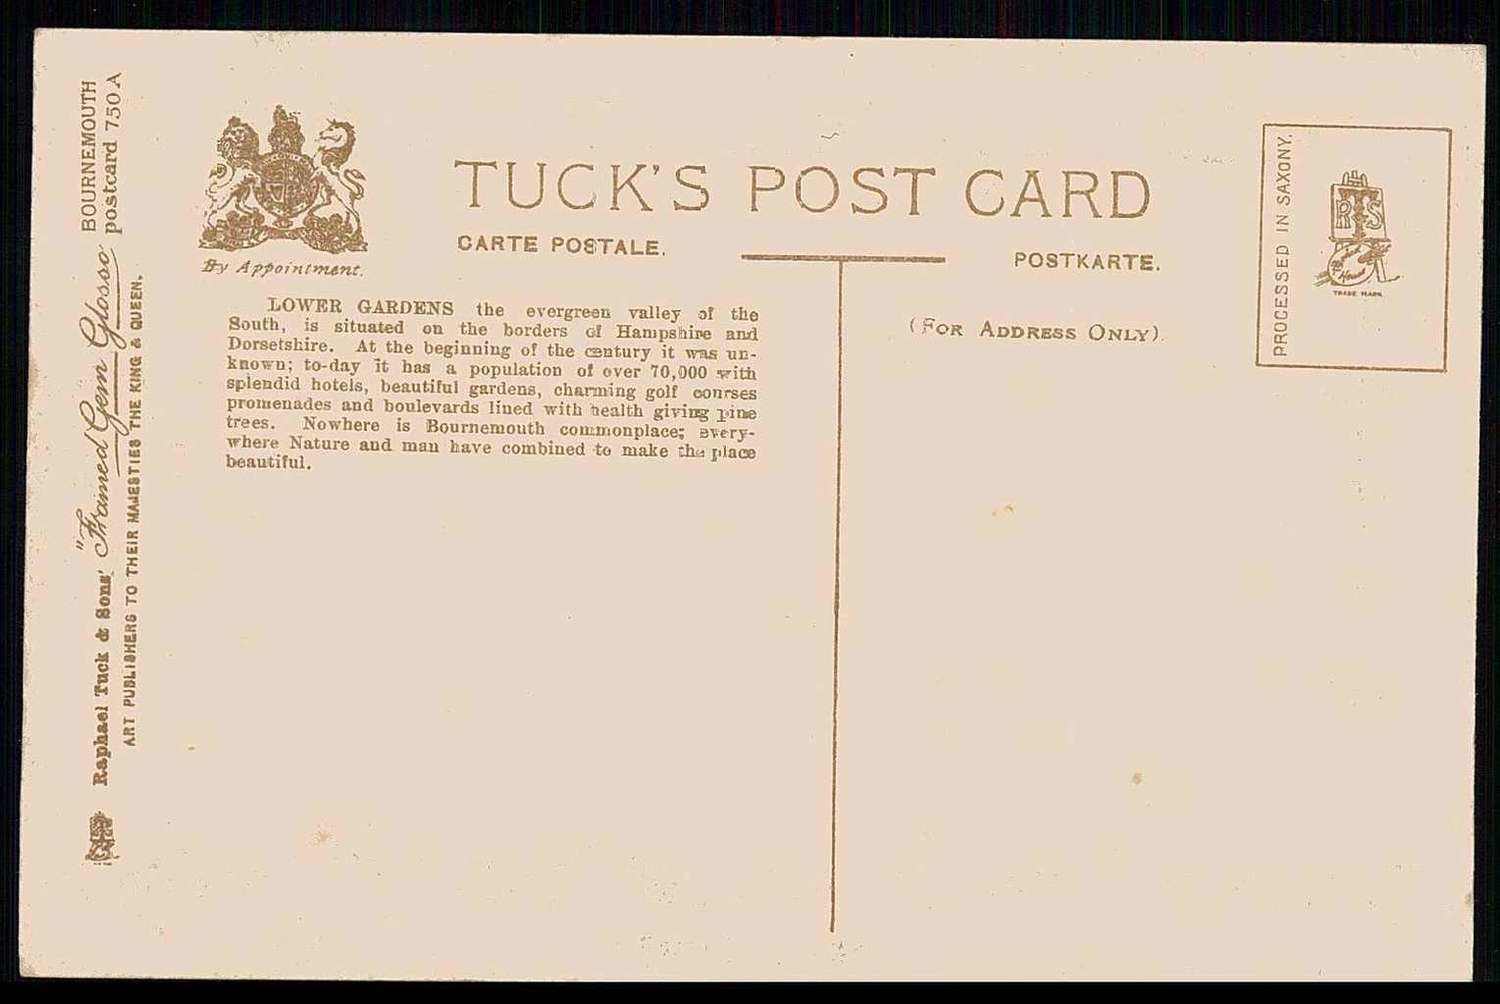 BOURNEMOUTH
Raphael Tuck & Sons' "Framed Gem Glosso" postcard 750 A
ART PUBLISHERS TO THEIR MAJESTIES THE KING & QUEEN.
By Appointment.
TUCK'S POST CARD
CARTE POSTALE.
POSTKARTE.
PROCESSED IN SAXONY.
R T S
TRADE MARK
(FOR ADDRESS ONLY).
LOWER GARDENS the evergreen valley of the
South, is situated on the borders of Hampshire and
Dorsetshire. At the beginning of the century it was un-
known; to-day it has a population of over 70,000 with
splendid hotels, beautiful gardens, charming golf courses
promenades and boulevards lined with health giving pine
trees. Nowhere is Bournemouth commonplace; every-
where Nature and man have combined to make the place
beautiful.